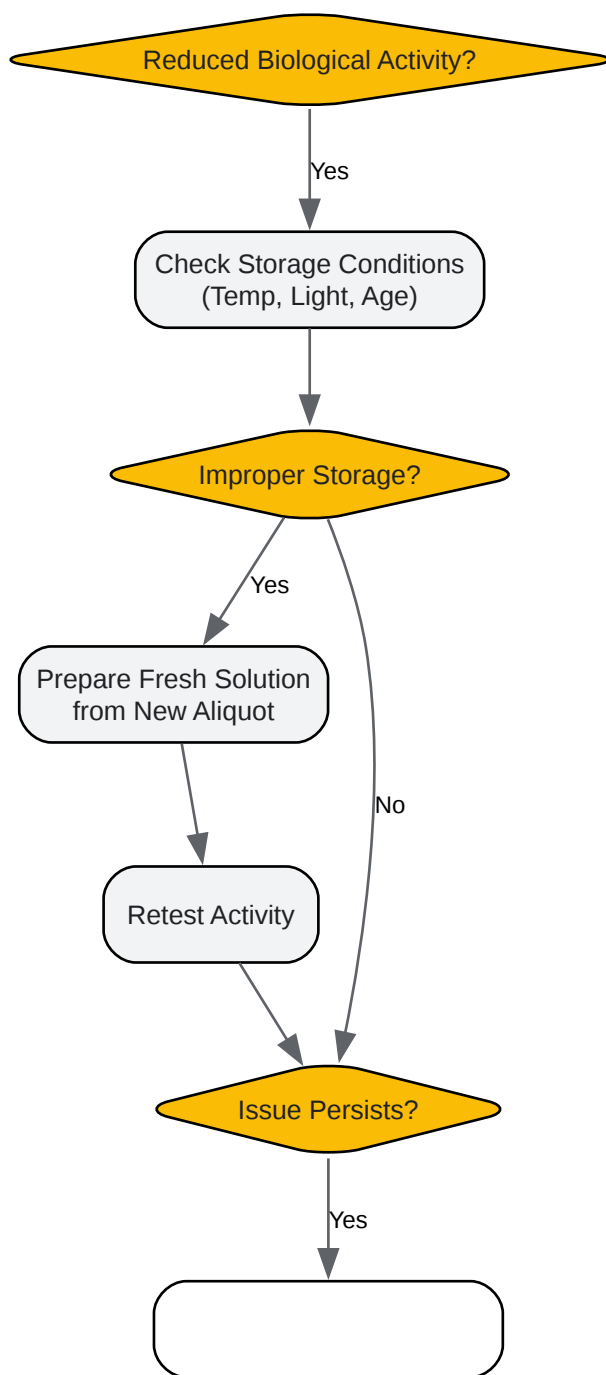 Reduced Biological Activity?
Yes
Check Storage Conditions
(Temp, Light, Age)
Improper Storage?
Yes
Prepare Fresh Solution
from New Aliquot
No
Retest Activity
Issue Persists?
Yes